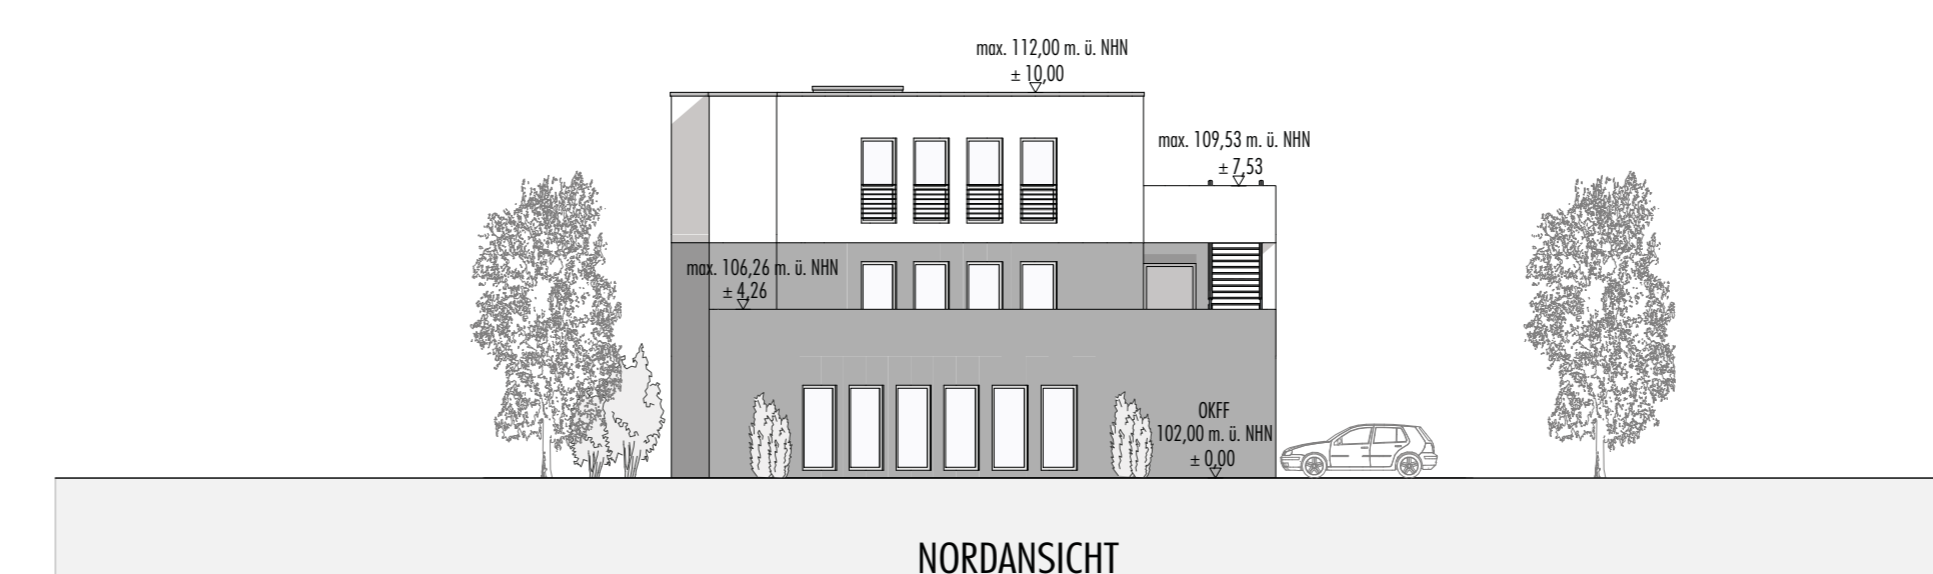 max. 112,00 m. ü. NHN
± 10,00
max. 109,53 m. ü. NHN
± 7,53
max. 106,26 m. ü. NHN
± 4,26
OKFF
102,00 m. ü. NHN
± 0,00
NORDANSICHT